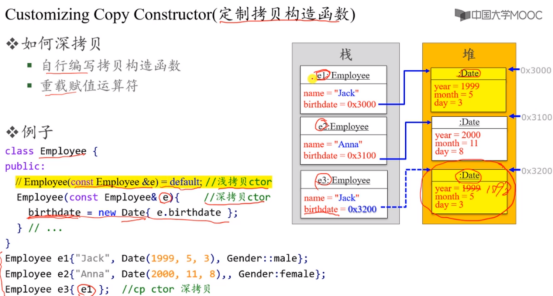 Customizing Copy Constructor(定制拷贝构造函数)
中国大学MOOC
❖如何深拷贝
▪ 自行编写拷贝构造函数
▪ 重载赋值运算符
❖例子
class Employee {
public:
// Employee(const Employee &e) = default; //浅拷贝ctor
Employee(const Employee& e){ //深拷贝ctor
birthdate = new Date{ e.birthdate };
} // ...
}
Employee e1{"Jack", Date(1999, 5, 3), Gender::male};
Employee e2{"Anna", Date(2000, 11, 8),, Gender:female};
Employee e3{ e1 }; //cp ctor 深拷贝
栈
e1:Employee
name = "Jack"
birthdate = 0x3000
e2:Employee
name = "Anna"
birthdate = 0x3100
e3:Employee
name = "Jack"
birthdate = 0x3200
堆
:Date
year = 1999
month = 5
day = 3
0x3000
:Date
year = 2000
month = 11
day = 8
0x3100
:Date
year = 1999
month = 5
day = 3
0x3200